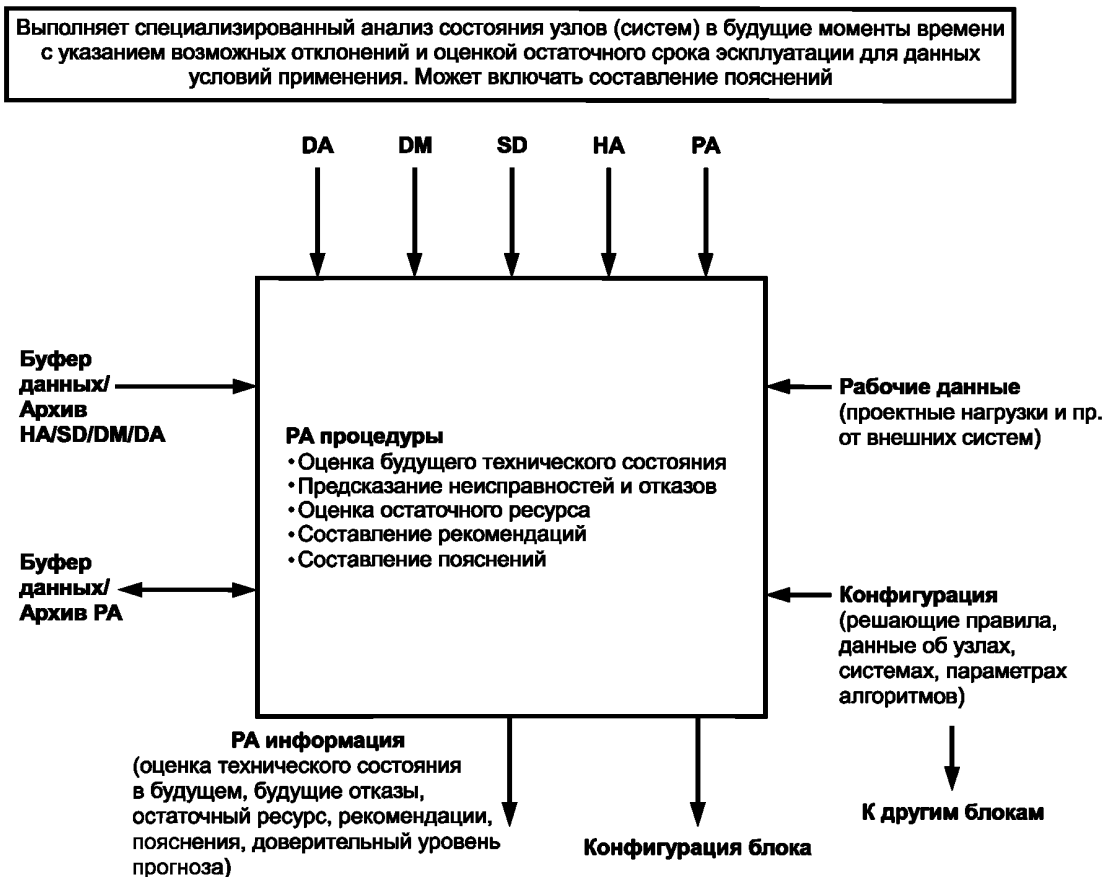 Выполняет специализированный анализ состояния узлов (систем) в будущие моменты времени
с указанием возможных отклонений и оценкой остаточного срока эскплуатации для данных
условий применения. Может включать составление пояснений
DA DM SD HA PA
Буфер
данных/
Архив
HA/SD/DM/DA
Рабочие данные
(проектные нагрузки и пр.
от внешних систем)
PA процедуры
•Оценка будущего технического состояния
•Предсказание неисправностей и отказов
•Оценка остаточного ресурса
•Составление рекомендаций
•Составление пояснений
Буфер
данных/
Архив PA
Конфигурация
(решающие правила,
данные об узлах,
системах, параметрах
алгоритмов)
PA информация
(оценка технического состояния
в будущем, будущие отказы,
остаточный ресурс, рекомендации,
пояснения, доверительный уровень
прогноза)
Конфигурация блока
К другим блокам